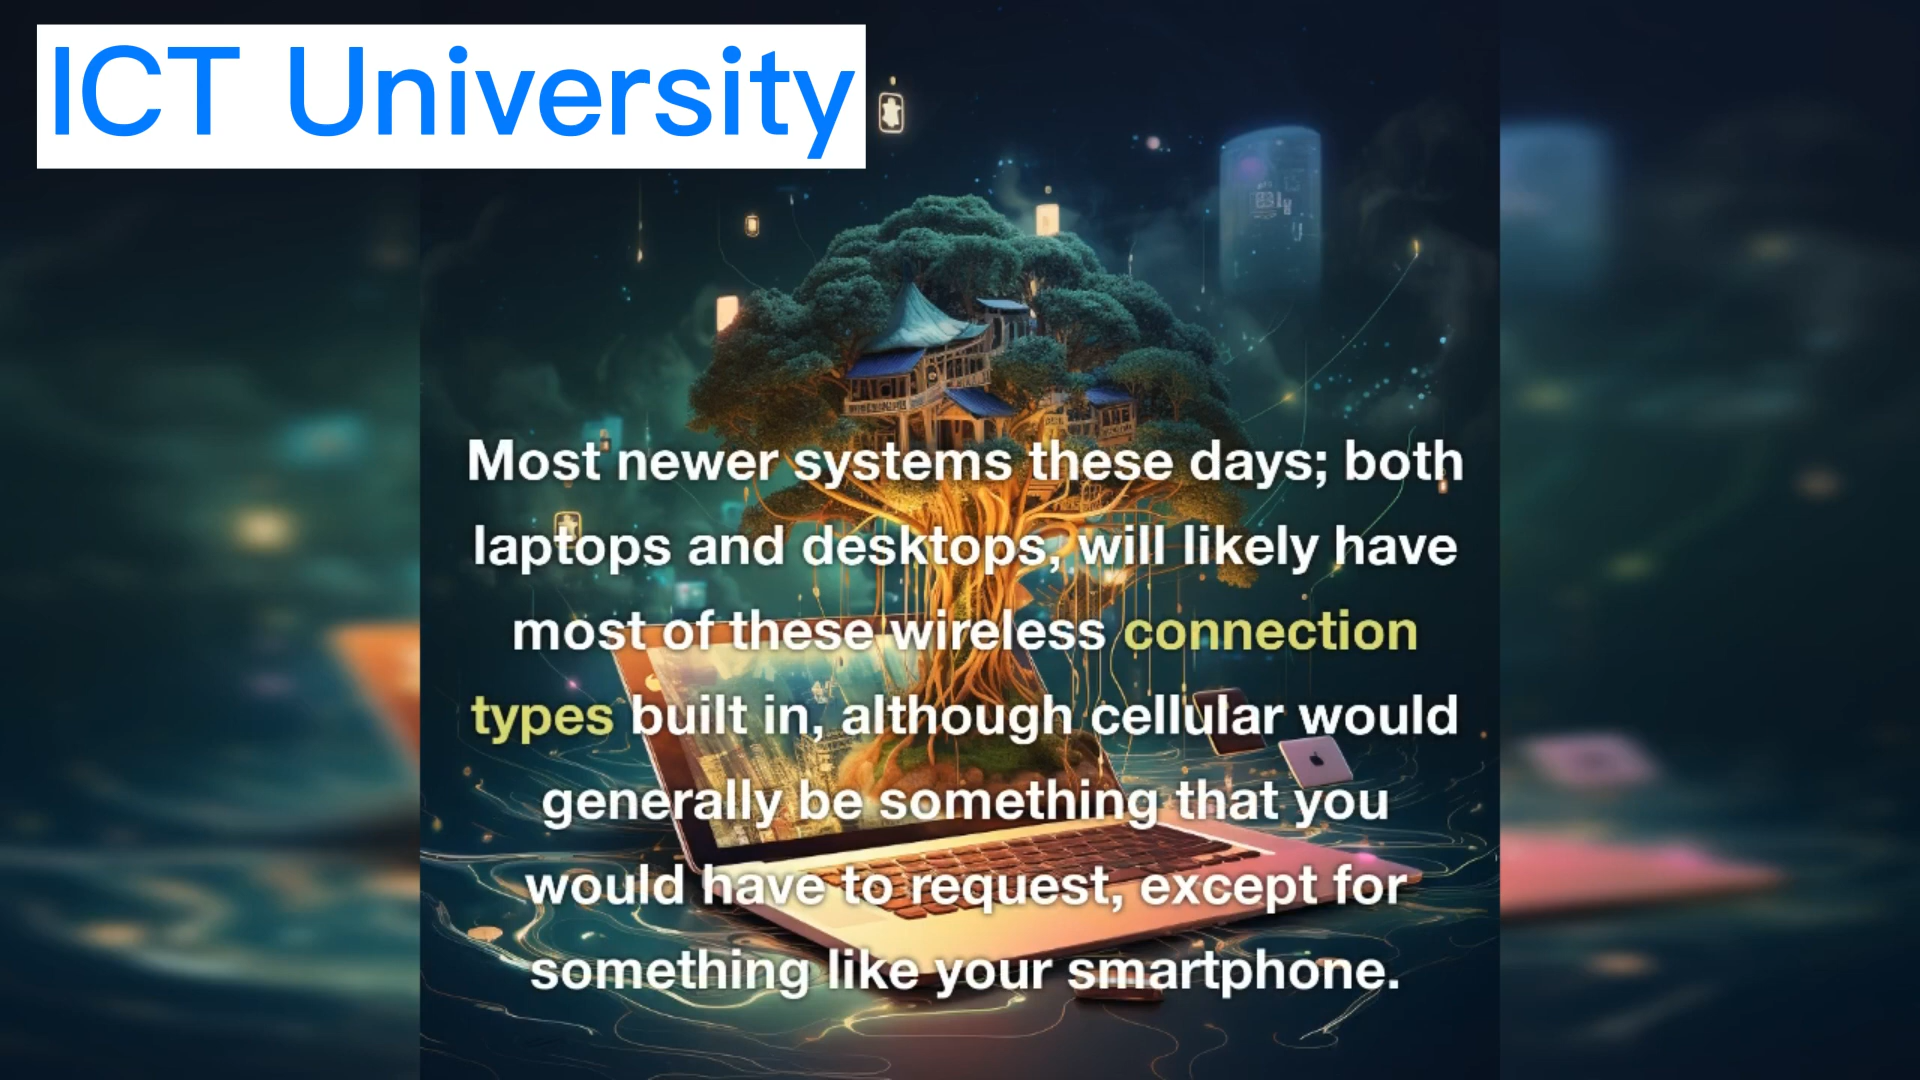 ICT University
Most newer systems these days; both
laptops and desktops, will likely have
most of these wireless connection
types built in, although cellular would
generally be something that you
would have to request, except for
something like your smartphone.